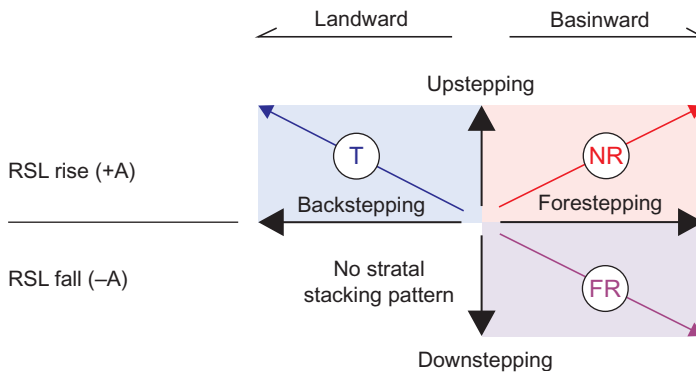 Landward
Basinward
Upstepping
T
NR
RSL rise (+A)
Backstepping
Forestepping
RSL fall (–A)
No stratal
stacking pattern
FR
Downstepping